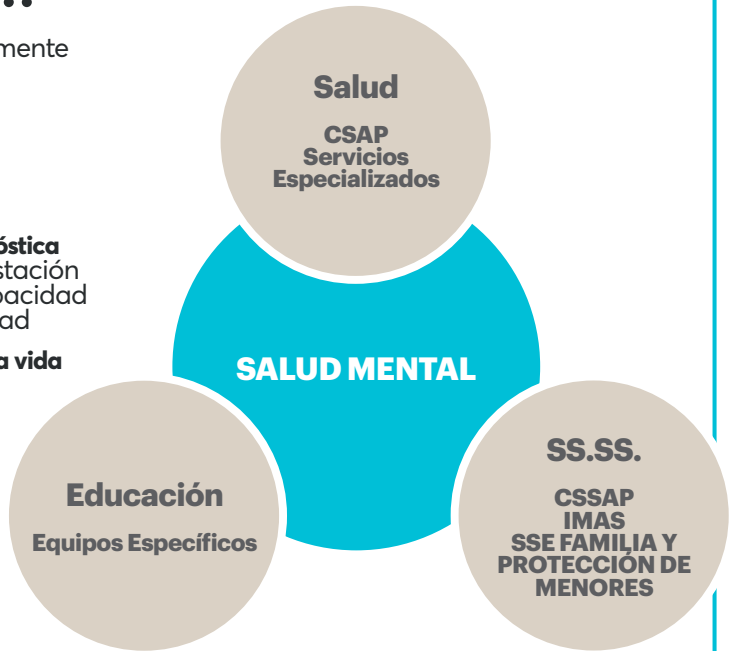 mente
Salud
CSAP
Servicios
Especializados
óstica
stación
pacidad
ad
a vida
SALUD MENTAL
Educación
Equipos Específicos
SS.SS.
CSSAP
IMAS
SSE FAMILIA Y
PROTECCIÓN DE
MENORES